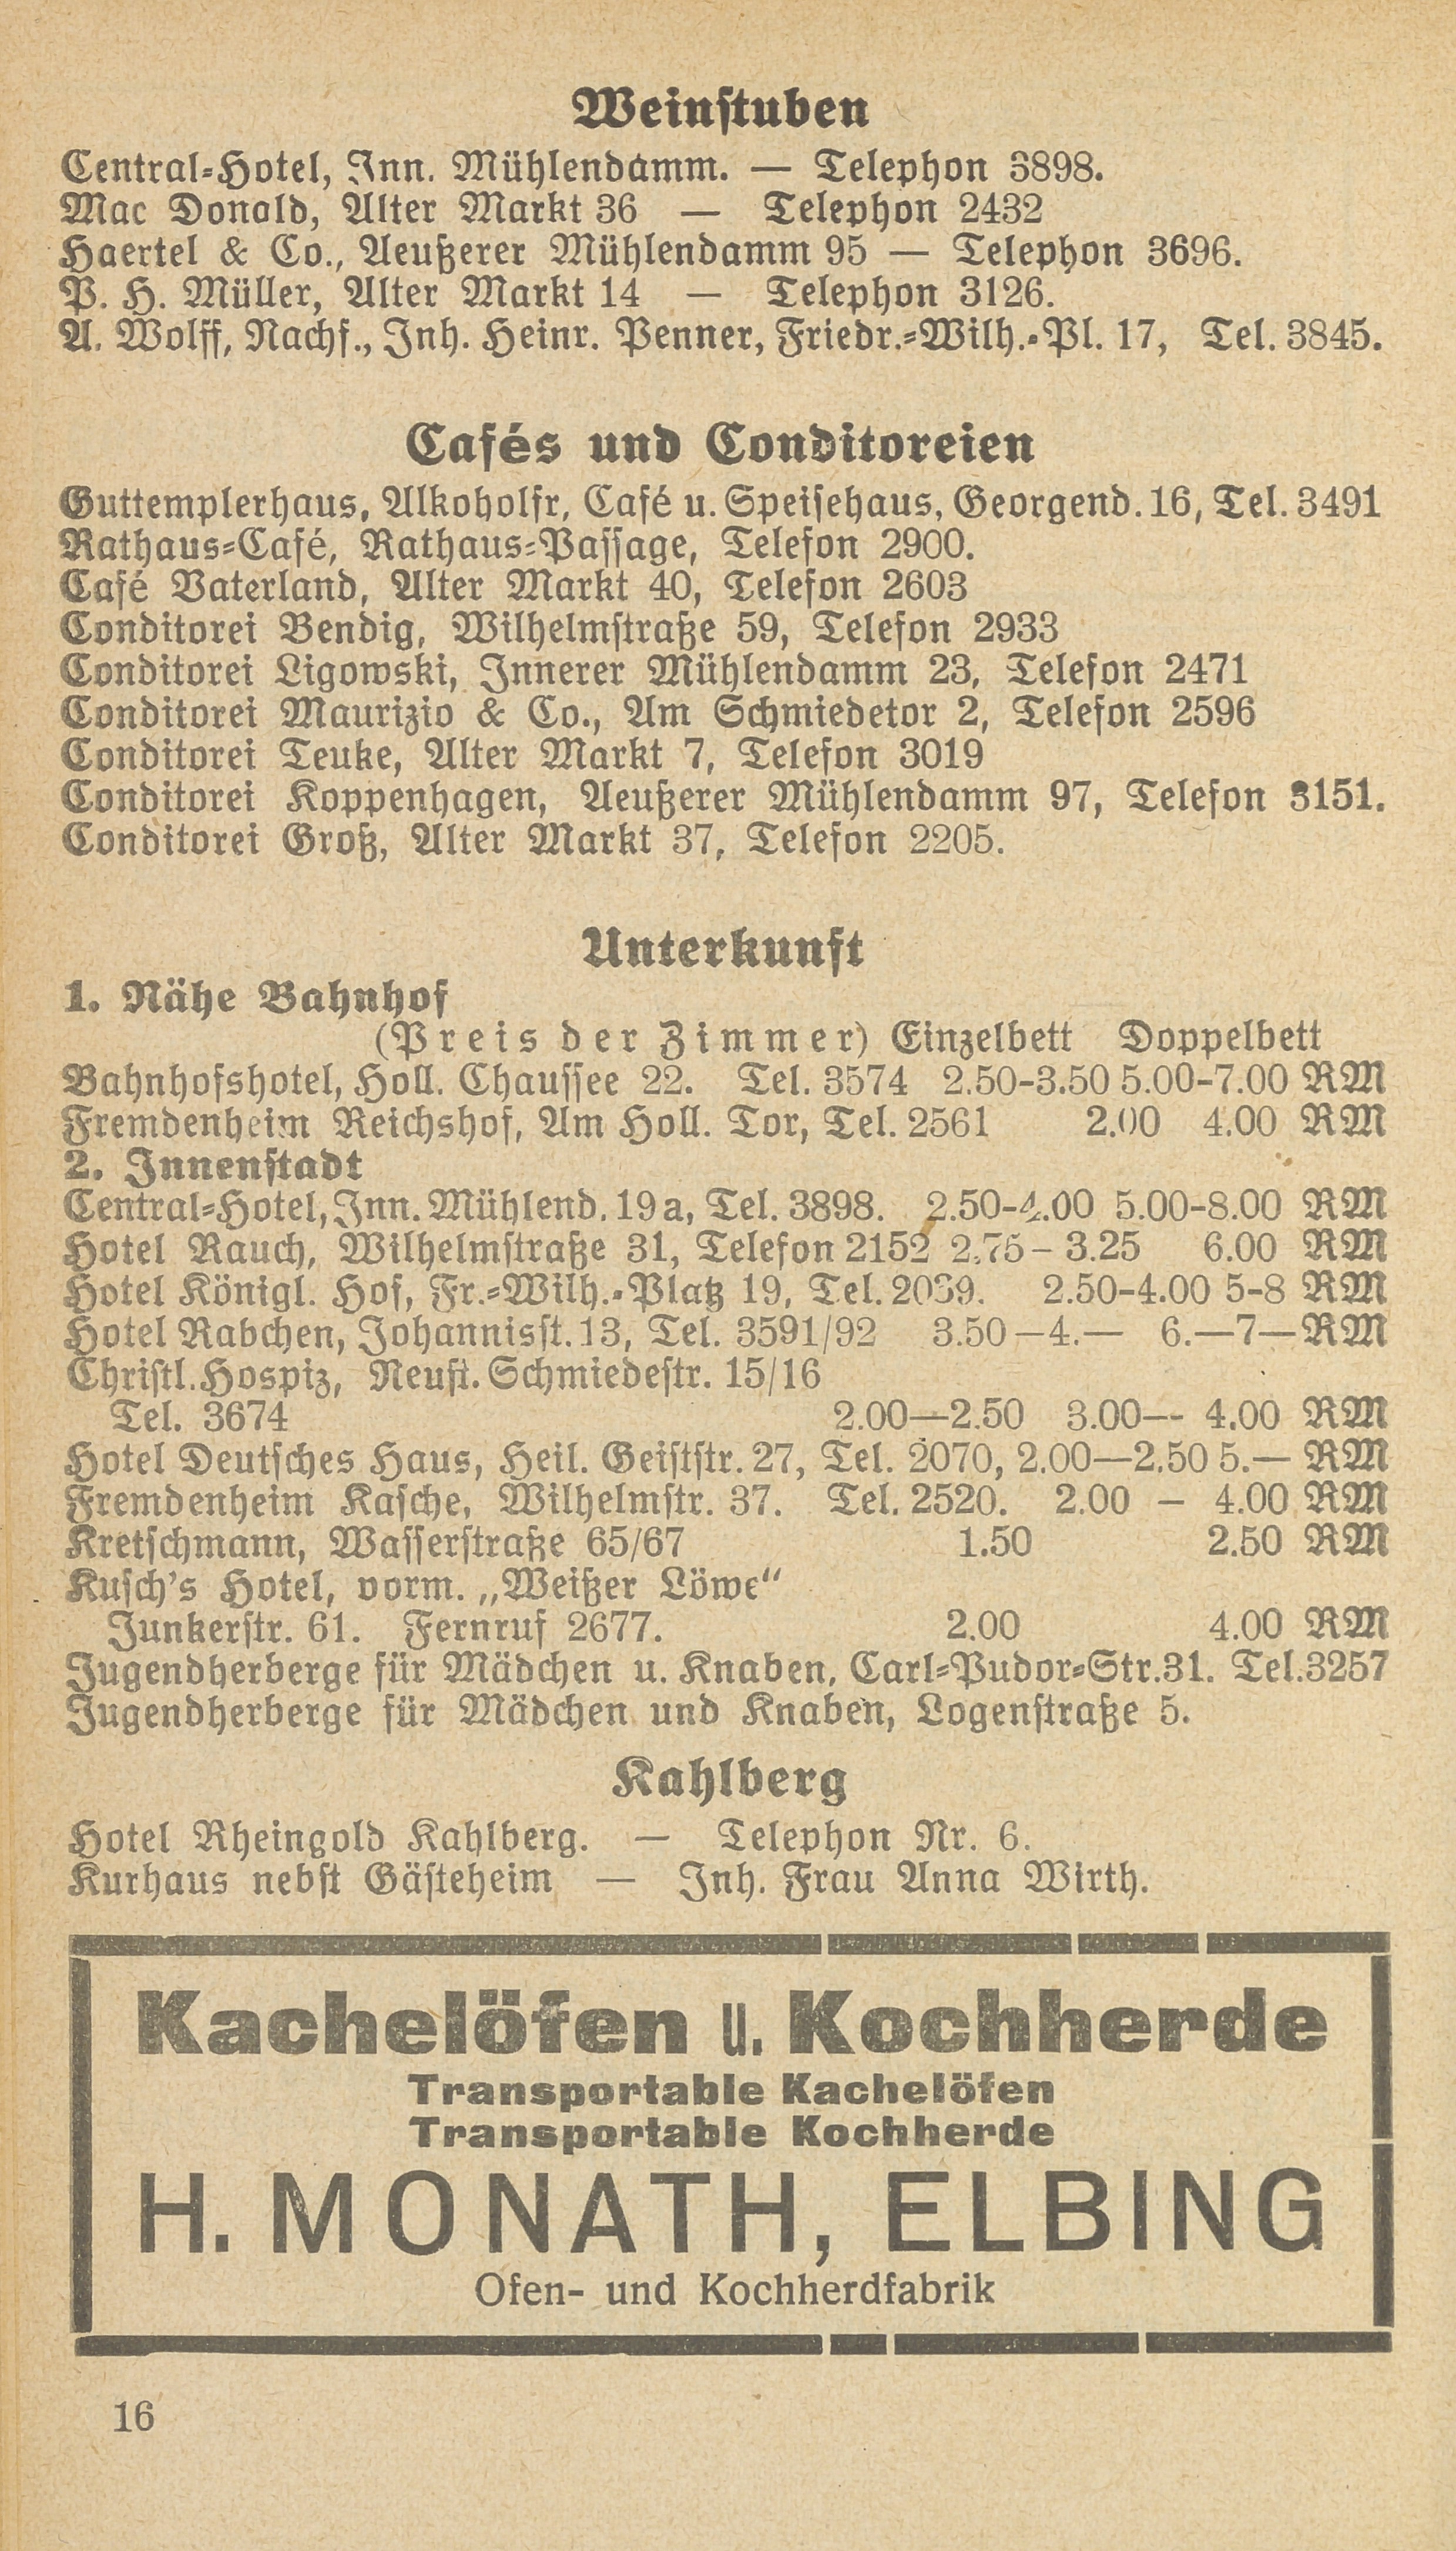 Weinstuben
Central-Hotel, Inn. Mühlendamm. — Telephon 3898.
Mac Donald, Alter Markt 36 — Telephon 2432
Haertel & Co., Aeußerer Mühlendamm 95 — Telephon 3696.
P. H. Müller, Alter Markt 14 — Telephon 3126.
A. Wolff, Nachf., Inh. Heinr. Penner, Friedr.-Wilh.-Pl. 17, Tel. 3845.
Cafés und Conditoreien
Guttemplerhaus, Alkoholfr, Café u. Speisehaus, Georgend. 16, Tel. 3491
Rathaus-Café, Rathaus-Passage, Telefon 2900.
Café Vaterland, Alter Markt 40, Telefon 2603
Conditorei Bendig, Wilhelmstraße 59, Telefon 2933
Conditorei Ligowski, Innerer Mühlendamm 23, Telefon 2471
Conditorei Maurizio & Co., Am Schmiedetor 2, Telefon 2596
Conditorei Teuke, Alter Markt 7, Telefon 3019
Conditorei Koppenhagen, Aeußerer Mühlendamm 97, Telefon 3151.
Conditorei Groß, Alter Markt 37, Telefon 2205.
Unterkunft
1. Nähe Bahnhof
(Preis der Zimmer) Einzelbett Doppelbett
Bahnhofshotel, Holl. Chaussee 22. Tel. 3574 2.50-3.50 5.00-7.00 RM
Fremdenheim Reichshof, Am Holl. Tor, Tel. 2561 2.00 4.00 RM
2. Innenstadt
Central-Hotel, Inn. Mühlend. 19a, Tel. 3898. 2.50-4.00 5.00-8.00 RM
Hotel Rauch, Wilhelmstraße 31, Telefon 2152 2.75 – 3.25 6.00 RM
Hotel Königl. Hof, Fr.-Wilh.-Platz 19, Tel. 2039. 2.50-4.00 5-8 RM
Hotel Rabchen, Johannisst. 13, Tel. 3591/92 3.50 — 4.— 6.—7— RM
Christl. Hospiz, Neust. Schmiedestr. 15/16
Tel. 3674 2.00—2.50 3.00–- 4.00 RM
Hotel Deutsches Haus, Heil. Geiststr. 27, Tel. 2070, 2.00—2.50 5.— RM
Fremdenheim Kasche, Wilhelmstr. 37. Tel. 2520. 2.00 – 4.00 RM
Kretschmann, Wasserstraße 65/67 1.50 2.50 RM
Kusch's Hotel, vorm. „Weißer Löwe“
Junkerstr. 61. Fernruf 2677. 2.00 4.00 RM
Jugendherberge für Mädchen u. Knaben, Carl-Pudor-Str. 31. Tel. 3257
Jugendherberge für Mädchen und Knaben, Logenstraße 5.
Kahlberg
Hotel Rheingold Kahlberg. — Telephon Nr. 6.
Kurhaus nebst Gästeheim — Inh. Frau Anna Wirth.
Kachelöfen u. Kochherde
Transportable Kachelöfen
Transportable Kochherde
H. MONATH, ELBING
Ofen- und Kochherdfabrik
16